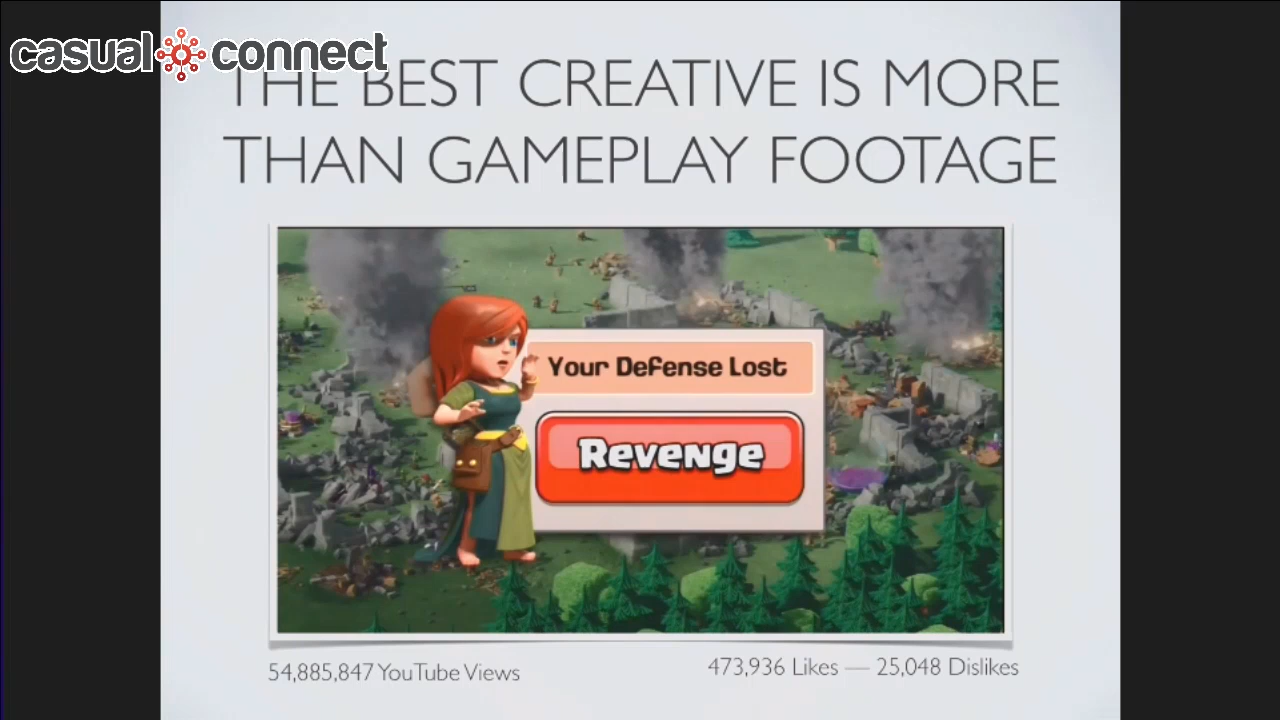 casual connect
THE BEST CREATIVE IS MORE
THAN GAMEPLAY FOOTAGE
Your Defense Lost
Revenge
54,885,847 YouTube Views
473,936 Likes — 25,048 Dislikes